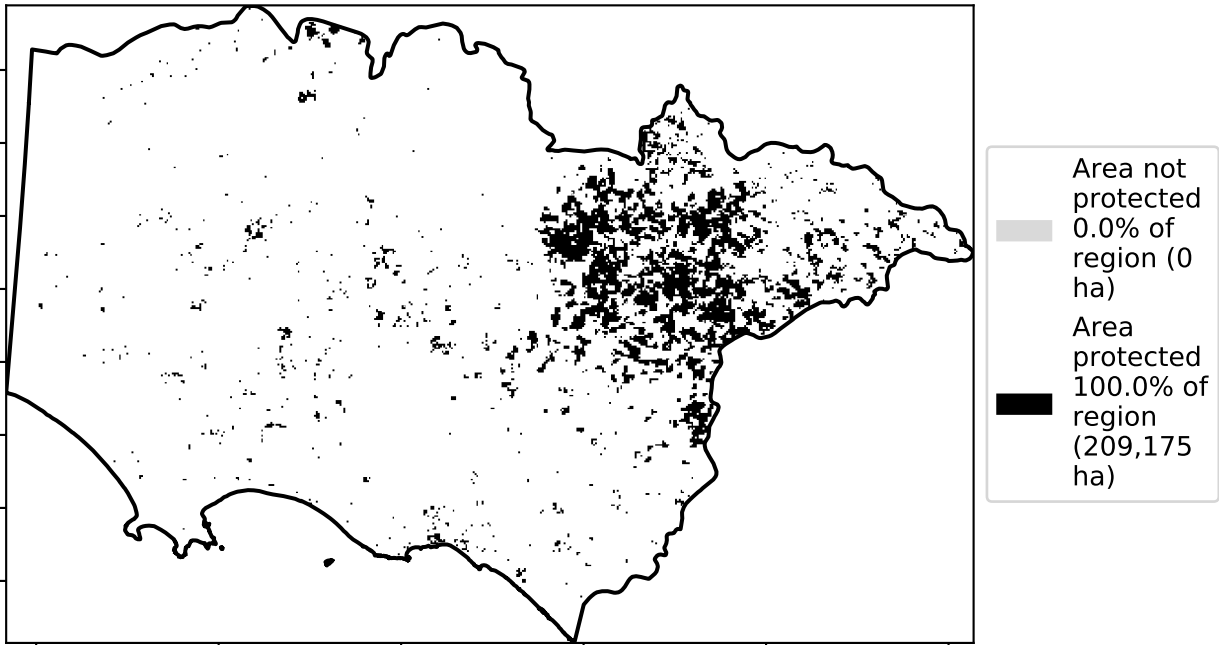 Area not
protected
0.0% of
region (0
ha)
Area
protected
100.0% of
region
(209,175
ha)